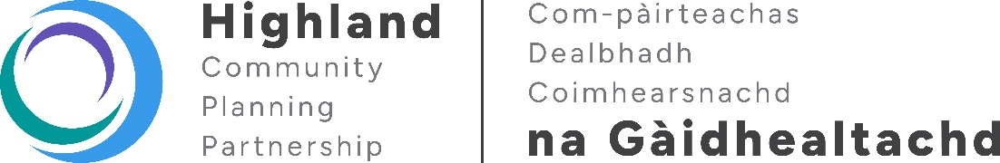 Highland
Community
Planning
Partnership
Com-pàirteachas
Dealbhadh
Coimhearsnachd
na Gàidhealtachd